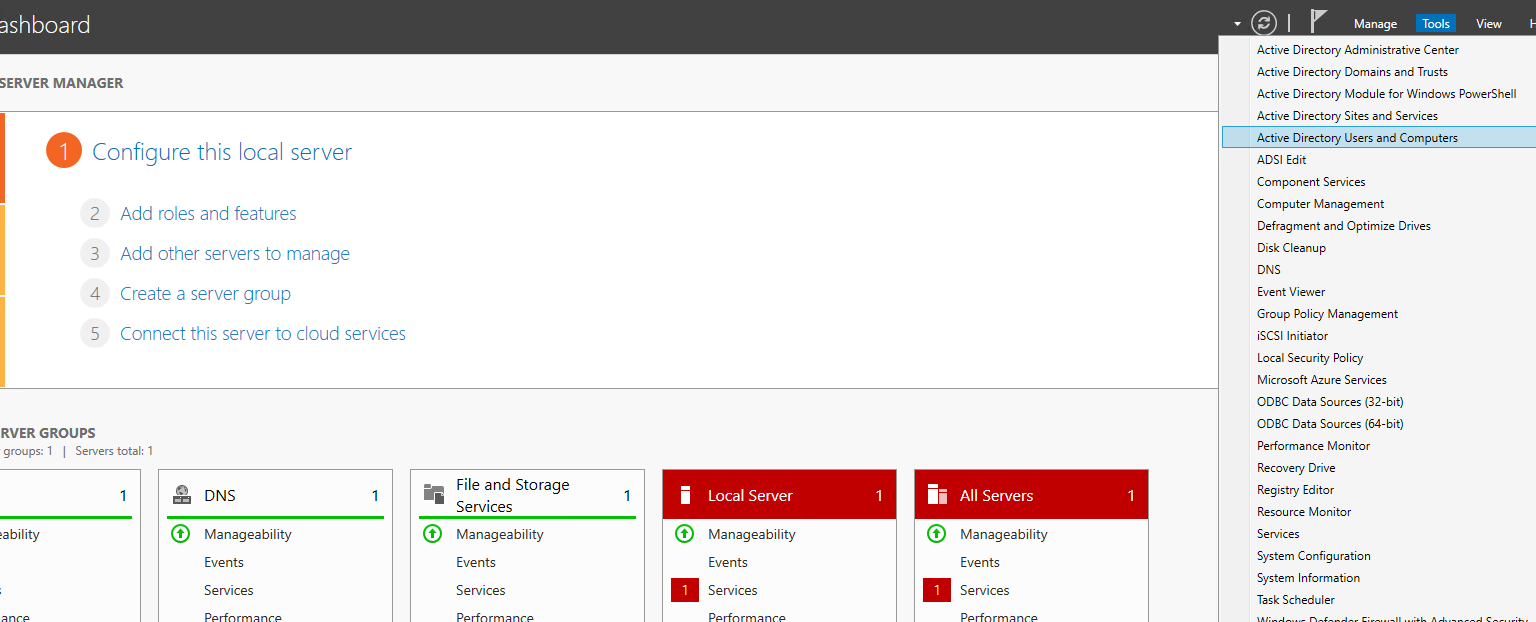 ashboard
Manage Tools View H
SERVER MANAGER
1 Configure this local server
2 Add roles and features
3 Add other servers to manage
4 Create a server group
5 Connect this server to cloud services
Active Directory Administrative Center
Active Directory Domains and Trusts
Active Directory Module for Windows PowerShell
Active Directory Sites and Services
Active Directory Users and Computers
ADSI Edit
Component Services
Computer Management
Defragment and Optimize Drives
Disk Cleanup
DNS
Event Viewer
Group Policy Management
iSCSI Initiator
Local Security Policy
Microsoft Azure Services
ODBC Data Sources (32-bit)
ODBC Data Sources (64-bit)
Performance Monitor
Recovery Drive
Registry Editor
Resource Monitor
Services
System Configuration
System Information
Task Scheduler
Windows Defender Firewall with Advanced Security
RVER GROUPS
groups: 1 | Servers total: 1
1
eability
ance
DNS 1
Manageability
Events
Services
Performance
File and Storage
Services 1
Manageability
Events
Services
Performance
Local Server 1
Manageability
Events
1 Services
Performance
All Servers 1
Manageability
Events
1 Services
Performance